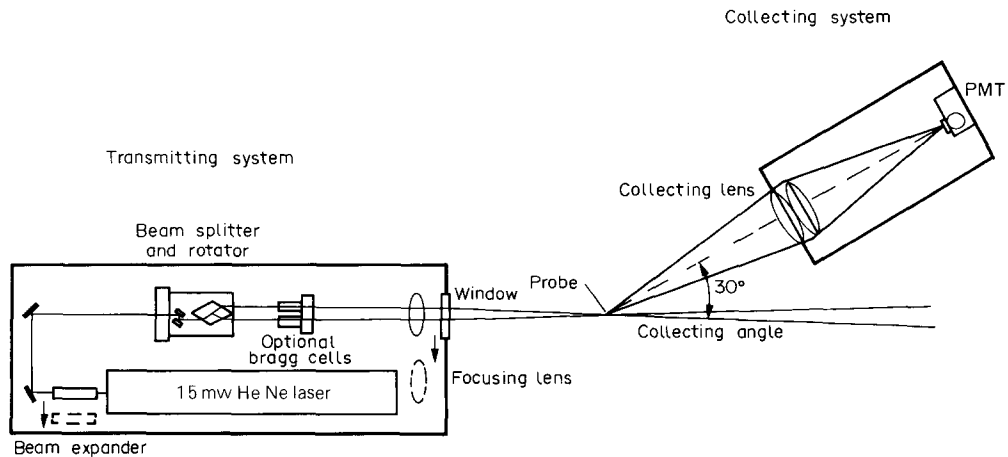 Collecting system
PMT
Transmitting system
Collecting lens
Beam splitter
and rotator
Probe
Window
30°
Collecting angle
Optional
bragg cells
Focusing lens
15 mw He Ne laser
Beam expander